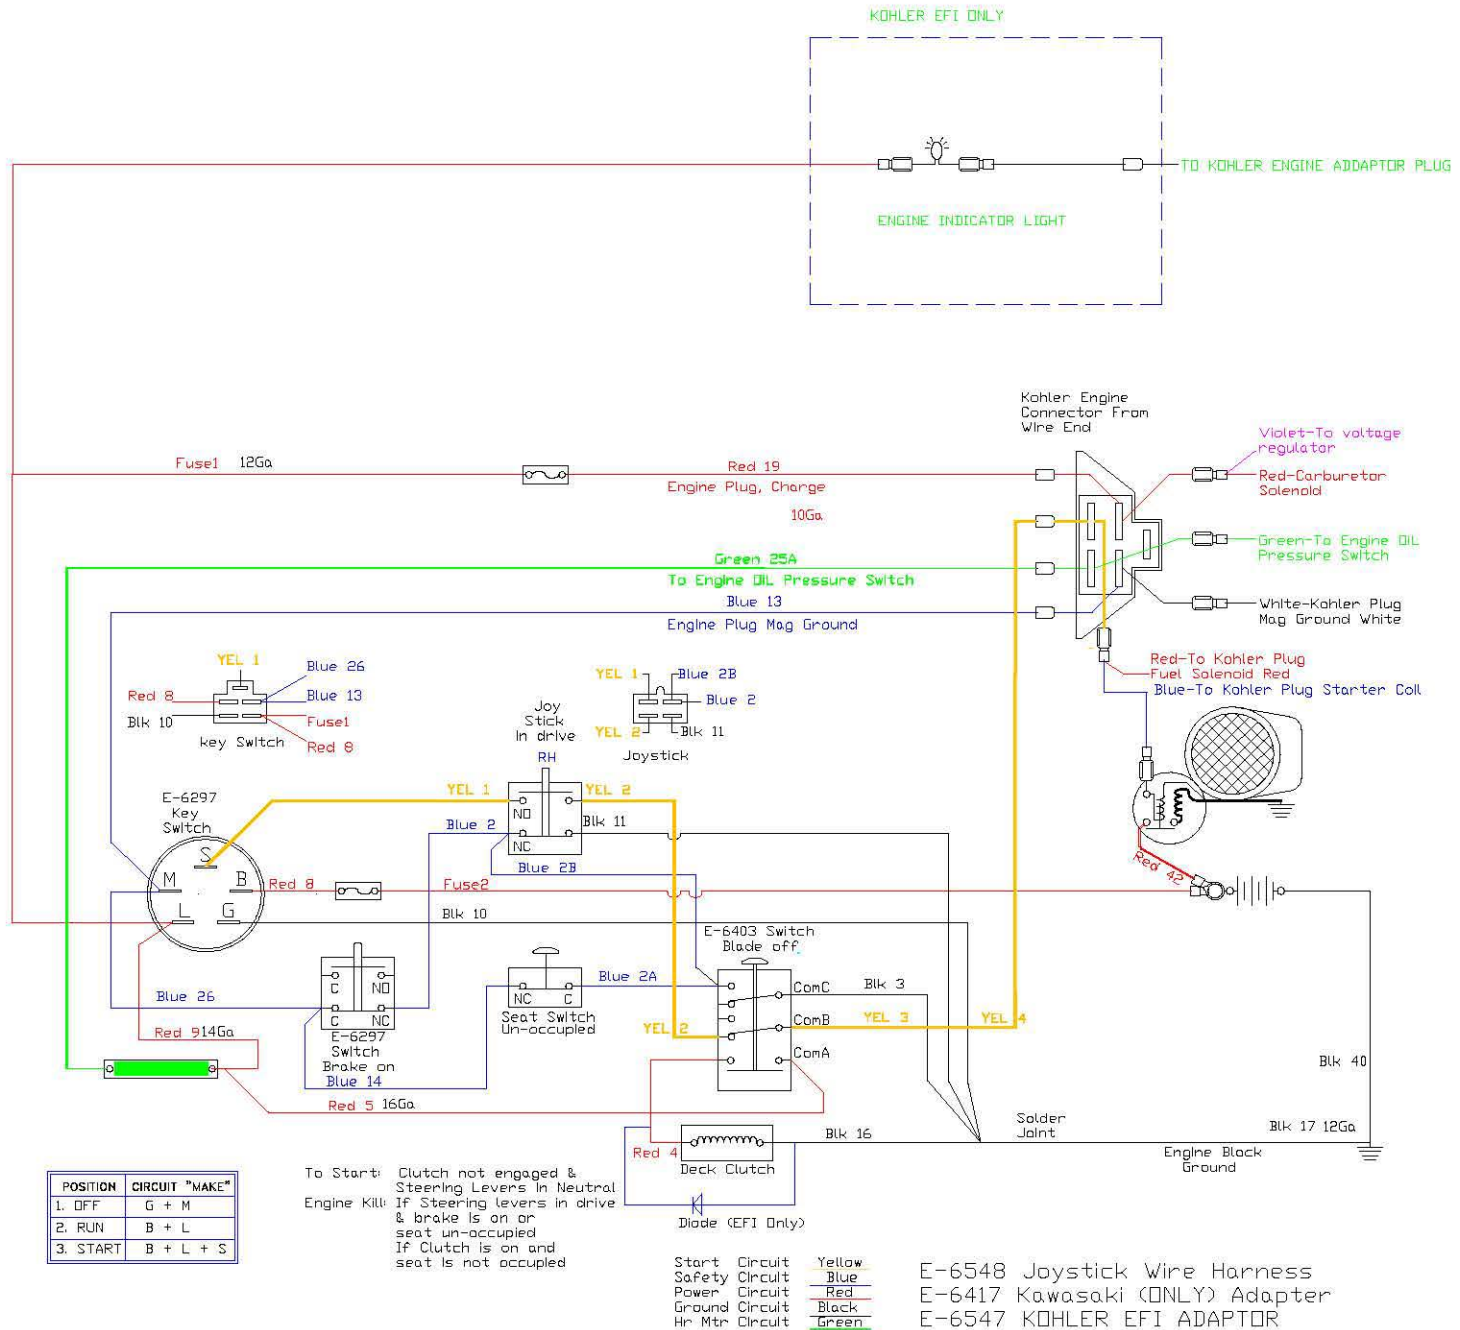 KOHLER EFI ONLY
TO KOHLER ENGINE ADDAPTOR PLUG
ENGINE INDICATOR LIGHT
Kohler Engine
Connector From
Wire End
Violet-To voltage
regulator
Red-Carburetor
Solenoid
Fuse1 12Ga
Red 19
Engine Plug, Charge
10Ga
Green-To Engine OIL
Pressure Switch
Green 25A
To Engine OIL Pressure Switch
Blue 13
Engine Plug Mag Ground
White-Kohler Plug
Mag Ground White
Red-To Kohler Plug
Fuel Solenoid Red
Blue-To Kohler Plug Starter Coil
YEL 1
Blue 26
Red 8
Blue 13
Blk 10
Fuse1
key Switch
Red 8
YEL 1
Blue 2B
Blue 2
YEL 2
Blk 11
Joystick
Joy
Stick
In drive
RH
E-6297
Key
Switch
YEL 1
YEL 2
NO
Blue 2
Blk 11
NC
Blue 2B
S
M
B
L
G
Red 8
Fuse2
Red 42
Blk 10
E-6403 Switch
Blade off
C
NO
C
NC
Blue 26
E-6297
Switch
Brake on
NC
C
Seat Switch
Un-occupied
Blue 2A
ComC
Blk 3
ComB
YEL 3
YEL 4
YEL 2
ComA
Red 9 14Ga
Blue 14
Red 5 16Ga
Blk 40
Solder
Joint
Blk 17 12Ga
Engine Block
Ground
Red 4
Blk 16
Deck Clutch
Diode (EFI Only)
POSITION CIRCUIT "MAKE"
1. OFF G + M
2. RUN B + L
3. START B + L + S
To Start: Clutch not engaged &
Steering Levers in Neutral
Engine Kill: If Steering levers in drive
& brake is on or
seat un-occupied
If Clutch is on and
seat is not occupied
Start Circuit Yellow
Safety Circuit Blue
Power Circuit Red
Ground Circuit Black
Hr Mtr Circuit Green
E-6548 Joystick Wire Harness
E-6417 Kawasaki (ONLY) Adapter
E-6547 KOHLER EFI ADAPTOR